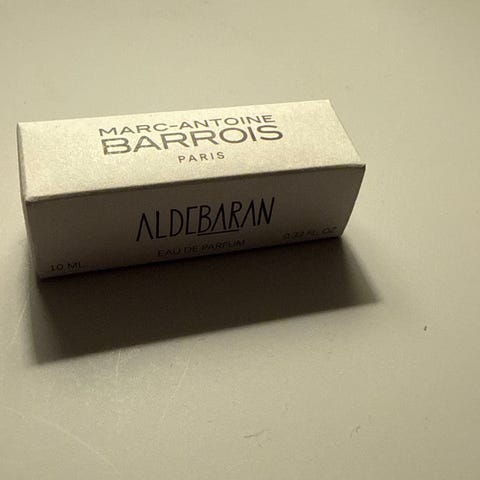 MARC-ANTOINE
BARROIS
PARIS
ALDEBARAN
EAU DE PARFUM
10 ML
0.33 FL. OZ